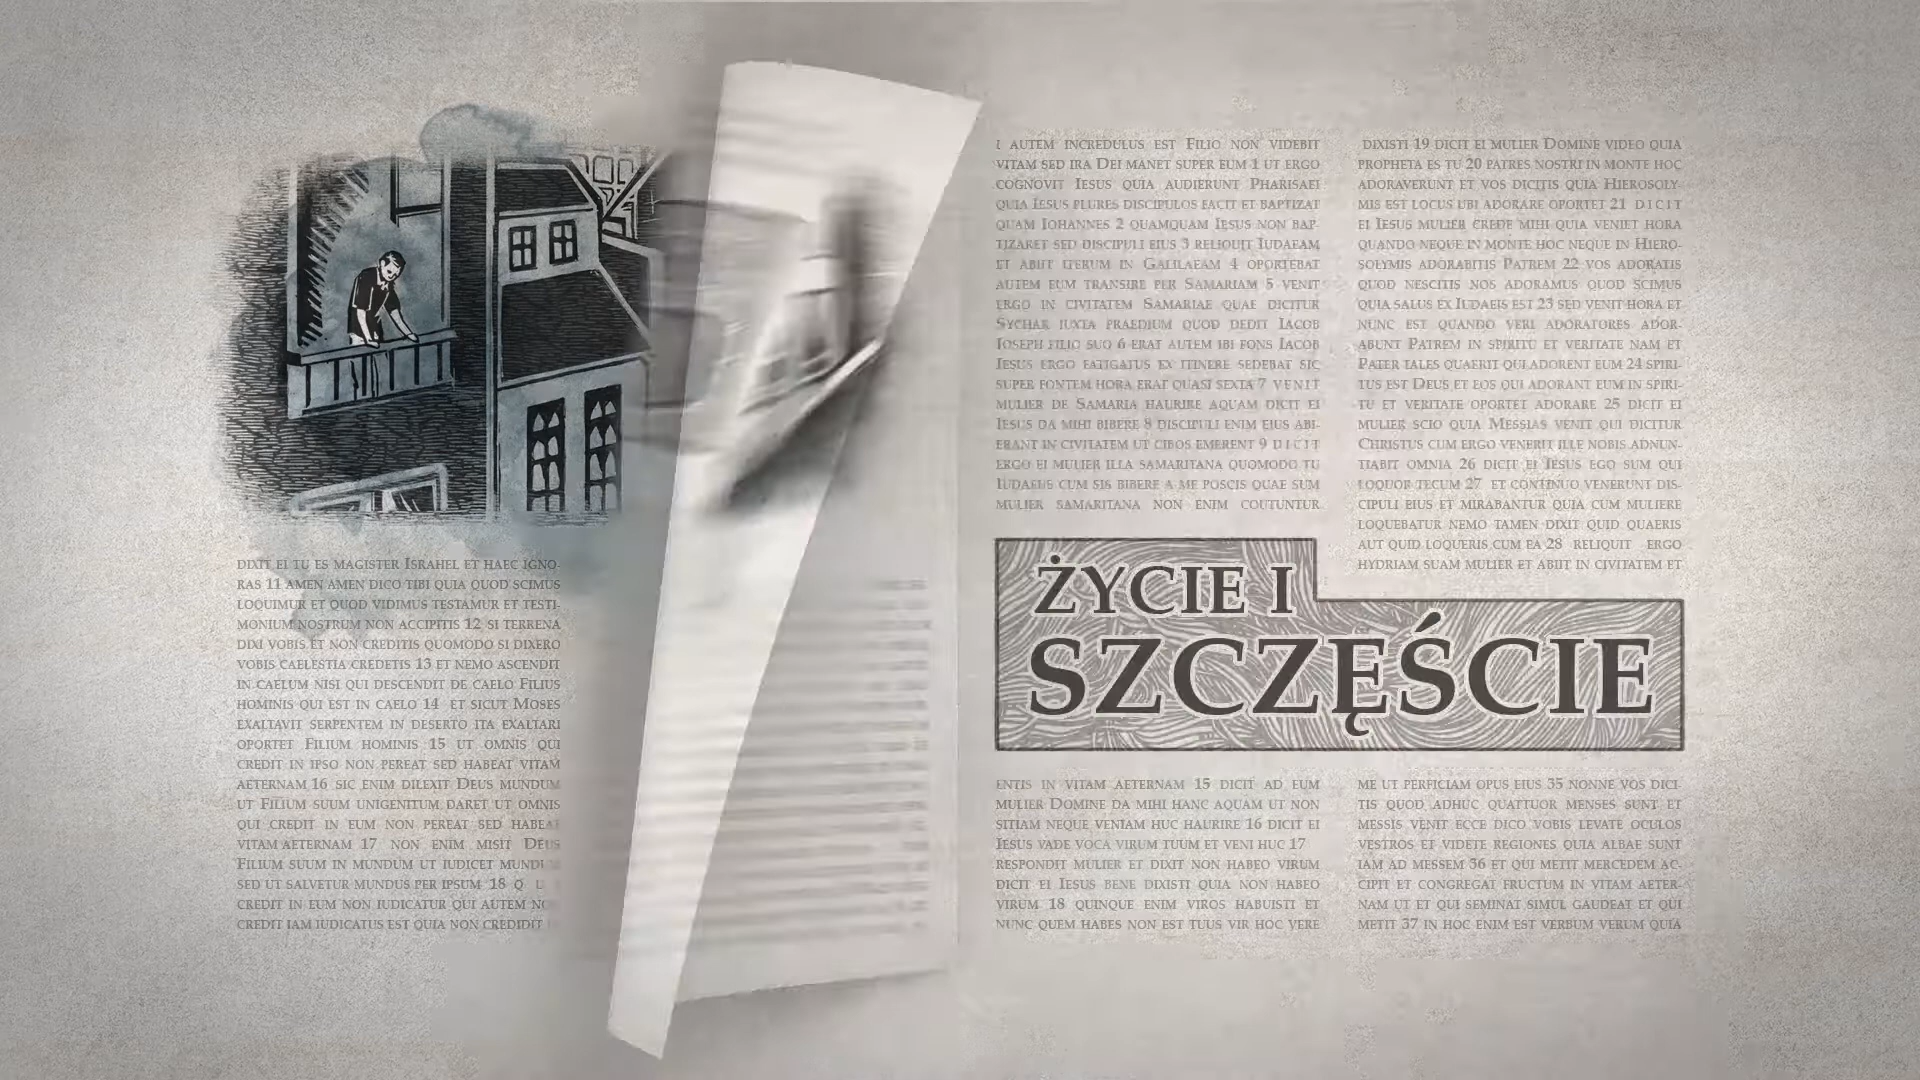 DIXIT EI TU ES MAGISTER ISRAHEL ET HAEC IGNO-
RAS 11 AMEN AMEN DICO TIBI QUIA QUOD SCIMUS
LOQUIMUR ET QUOD VIDIMUS TESTAMUR ET TESTI-
MONIUM NOSTRUM NON ACCIPITIS 12 SI TERRENA
DIXI VOBIS ET NON CREDITIS QUOMODO SI DIXERO
VOBIS CAELESTIA CREDETIS 13 ET NEMO ASCENDIT
IN CAELUM NISI QUI DESCENDIT DE CAELO FILIUS
HOMINIS QUI EST IN CAELO 14 ET SICUT MOSES
EXALTAVIT SERPENTEM IN DESERTO ITA EXALTARI
OPORTET FILIUM HOMINIS 15 UT OMNIS QUI
CREDIT IN IPSO NON PEREAT SED HABEAT VITAM
AETERNAM 16 SIC ENIM DILEXIT DEUS MUNDUM
UT FILIUM SUUM UNIGENITUM DARET UT OMNIS
QUI CREDIT IN EUM NON PEREAT SED HABEAT
VITAM AETERNAM 17 NON ENIM MISIT DEUS
FILIUM SUUM IN MUNDUM UT IUDICET MUNDU
SED UT SALVETUR MUNDUS PER IPSUM 18 Q U
CREDIT IN EUM NON IUDICATUR QUI AUTEM NO
CREDIT IAM IUDICATUS EST QUIA NON CREDIDIT
I AUTEM INCREDULUS EST FILIO NON VIDEBIT
VITAM SED IRA DEI MANET SUPER EUM 1 UT ERGO
COGNOVIT IESUS QUIA AUDIERUNT PHARISAEI
QUIA IESUS PLURES DISCIPULOS FACIT ET BAPTIZAT
QUAM IOHANNES 2 QUAMQUAM IESUS NON BAP-
TIZARET SED DISCIPULI EIUS 3 RELIQUIT IUDAEAM
ET ABIIT ITERUM IN GALILAEAM 4 OPORTEBAT
AUTEM EUM TRANSIRE PER SAMARIAM 5 VENIT
ERGO IN CIVITATEM SAMARIAE QUAE DICITUR
SYCHAR IUXTA PRAEDIUM QUOD DEDIT IACOB
IOSEPH FILIO SUO 6 ERAT AUTEM IBI FONS IACOB
IESUS ERGO FATIGATUS EX ITINERE SEDEBAT SIC
SUPER FONTEM HORA ERAT QUASI SEXTA 7 VENIT
MULIER DE SAMARIA HAURIRE AQUAM DICIT EI
IESUS DA MIHI BIBERE 8 DISCIPULI ENIM EIUS ABI-
ERANT IN CIVITATEM UT CIBOS EMERENT 9 DICIT
ERGO EI MULIER ILLA SAMARITANA QUOMODO TU
IUDAEUS CUM SIS BIBERE A ME POSCIS QUAE SUM
MULIER SAMARITANA NON ENIM COUTUNTUR
ŻYCIE I
SZCZĘŚCIE
ENTIS IN VITAM AETERNAM 15 DICIT AD EUM
MULIER DOMINE DA MIHI HANC AQUAM UT NON
SITIAM NEQUE VENIAM HUC HAURIRE 16 DICIT EI
IESUS VADE VOCA VIRUM TUUM ET VENI HUC 17
RESPONDIT MULIER ET DIXIT NON HABEO VIRUM
DICIT EI IESUS BENE DIXISTI QUIA NON HABEO
VIRUM 18 QUINQUE ENIM VIROS HABUISTI ET
NUNC QUEM HABES NON EST TUUS VIR HOC VERE
DIXISTI 19 DICIT EI MULIER DOMINE VIDEO QUIA
PROPHETA ES TU 20 PATRES NOSTRI IN MONTE HOC
ADORAVERUNT ET VOS DICITIS QUIA HIEROSOLY-
MIS EST LOCUS UBI ADORARE OPORTET 21 DICIT
EI IESUS MULIER CREDE MIHI QUIA VENIET HORA
QUANDO NEQUE IN MONTE HOC NEQUE IN HIERO-
SOLYMIS ADORABITIS PATREM 22 VOS ADORATIS
QUOD NESCITIS NOS ADORAMUS QUOD SCIMUS
QUIA SALUS EX IUDAEIS EST 23 SED VENIT HORA ET
NUNC EST QUANDO VERI ADORATORES ADOR-
ABUNT PATREM IN SPIRITU ET VERITATE NAM ET
PATER TALES QUAERIT QUI ADORENT EUM 24 SPIRI-
TUS EST DEUS ET EOS QUI ADORANT EUM IN SPIRI-
TU ET VERITATE OPORTET ADORARE 25 DICIT EI
MULIER SCIO QUIA MESSIAS VENIT QUI DICITUR
CHRISTUS CUM ERGO VENERIT ILLE NOBIS ADNUN-
TIABIT OMNIA 26 DICIT EI IESUS EGO SUM QUI
LOQUOR TECUM 27 ET CONTINUO VENERUNT DIS-
CIPULI EIUS ET MIRABANTUR QUIA CUM MULIERE
LOQUEBATUR NEMO TAMEN DIXIT QUID QUAERIS
AUT QUID LOQUERIS CUM EA 28 RELIQUIT ERGO
HYDRIAM SUAM MULIER ET ABIIT IN CIVITATEM ET
ME UT PERFICIAM OPUS EIUS 35 NONNE VOS DICI-
TIS QUOD ADHUC QUATTUOR MENSES SUNT ET
MESSIS VENIT ECCE DICO VOBIS LEVATE OCULOS
VESTROS ET VIDETE REGIONES QUIA ALBAE SUNT
IAM AD MESSEM 36 ET QUI METIT MERCEDEM AC-
CIPIT ET CONGREGAT FRUCTUM IN VITAM AETER-
NAM UT ET QUI SEMINAT SIMUL GAUDEAT ET QUI
METIT 37 IN HOC ENIM EST VERBUM VERUM QUIA